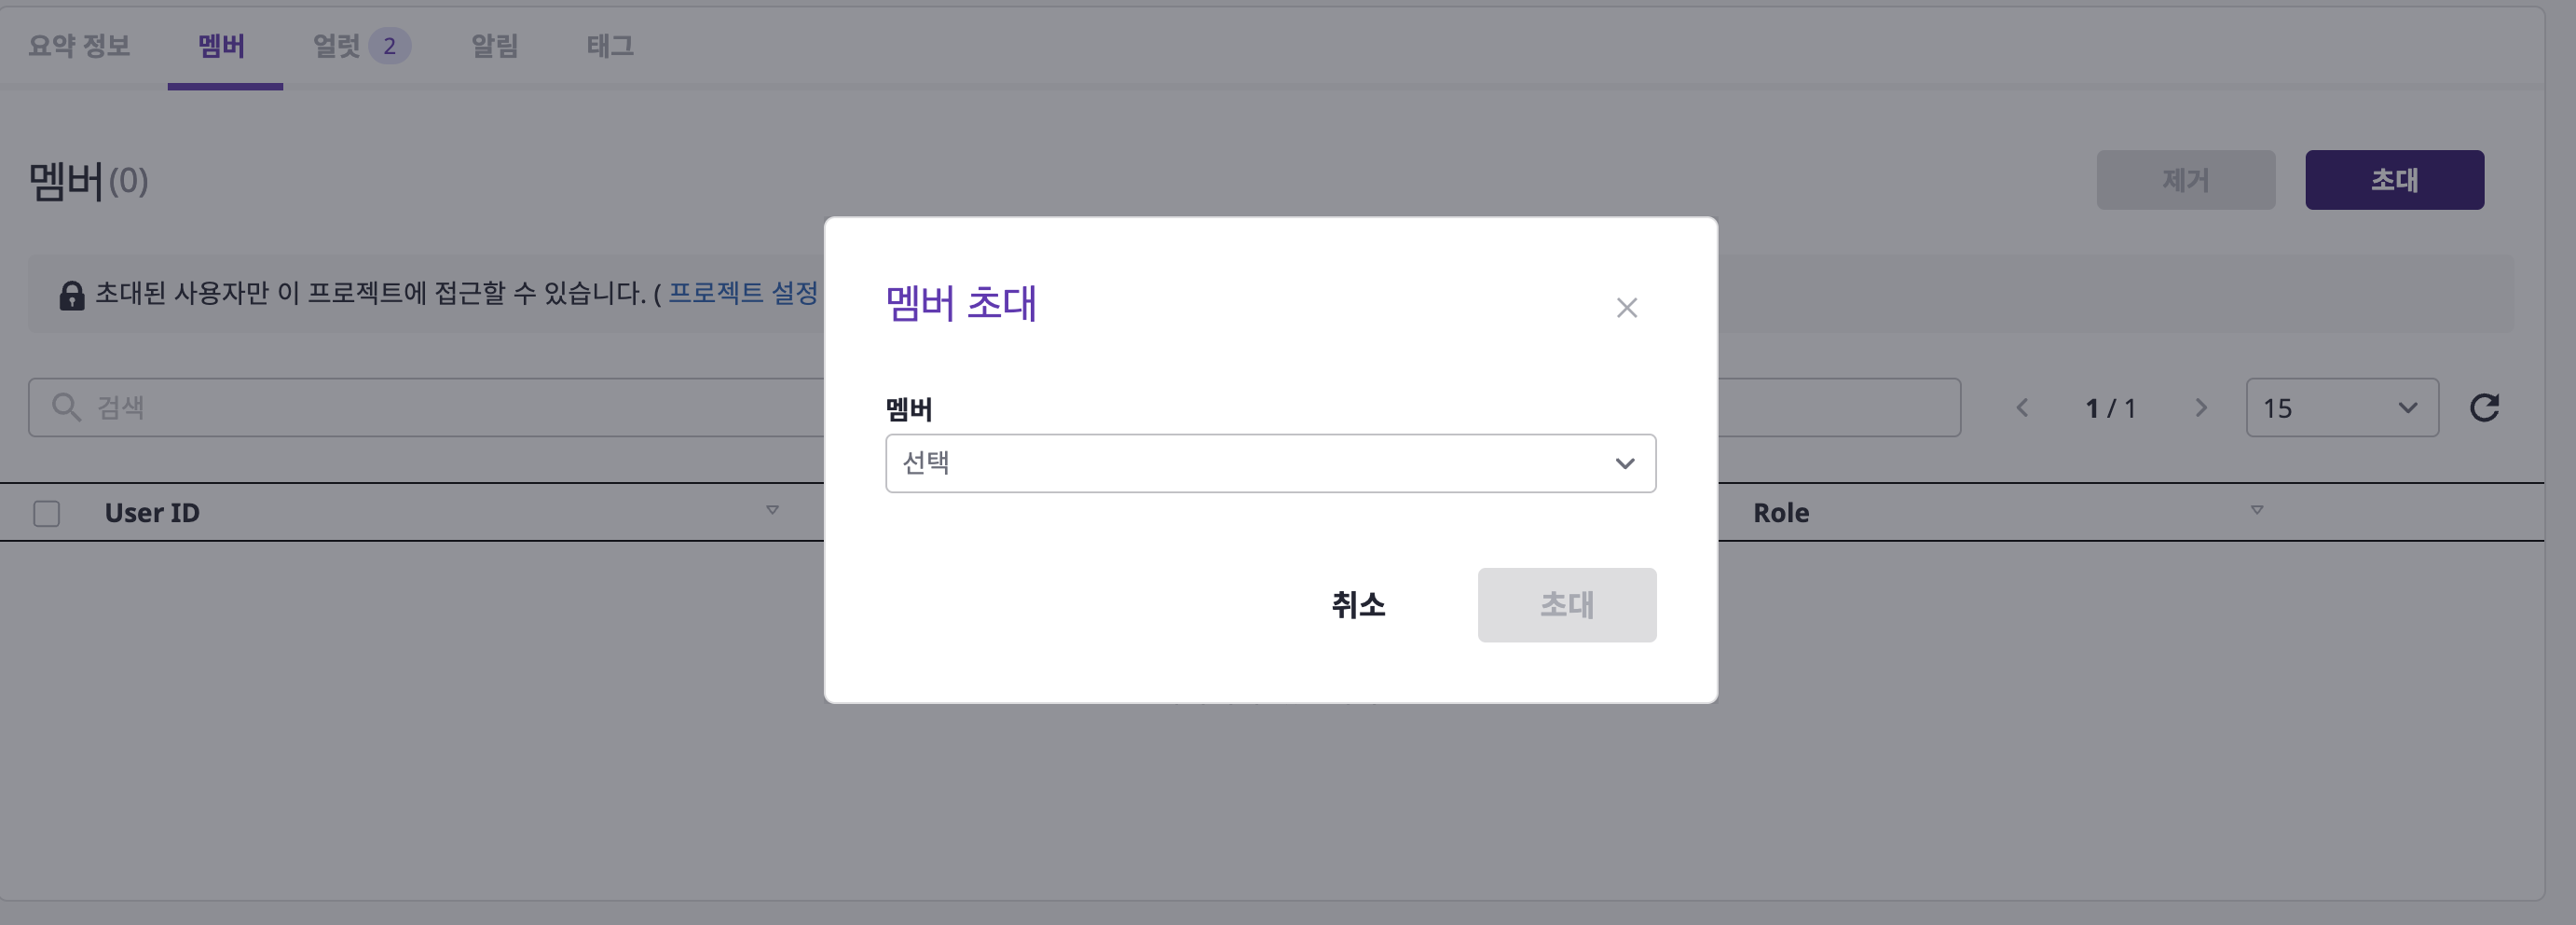 요약 정보 멤버 얼럿 2 알림 태그
멤버 (0) 제거 초대
초대된 사용자만 이 프로젝트에 접근할 수 있습니다. ( 프로젝트 설정
검색 1 / 1 15
User ID Role
멤버 초대
멤버
선택
취소 초대